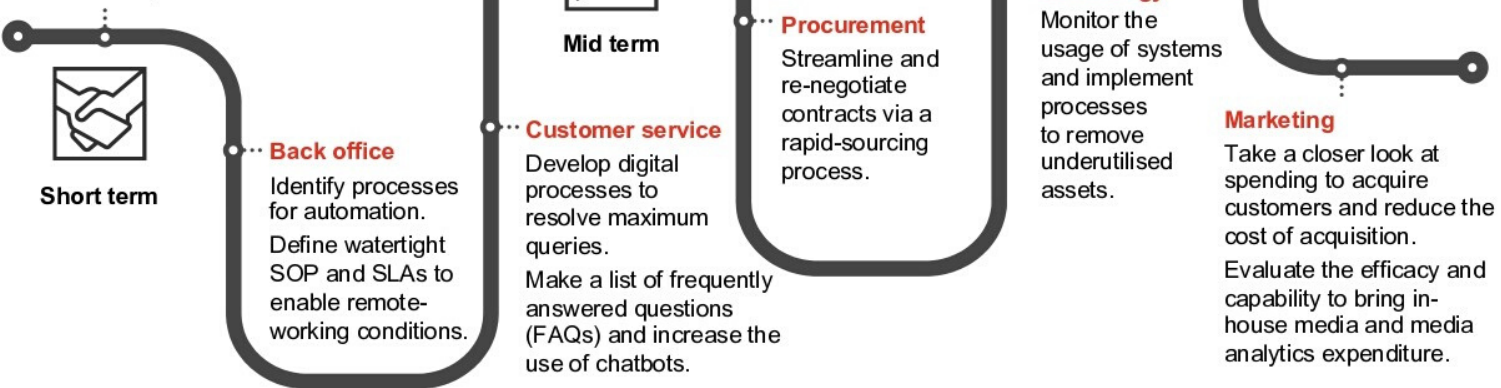 Short term
Back office
Identify processes
for automation.
Define watertight
SOP and SLAs to
enable remote-
working conditions.
Mid term
Customer service
Develop digital
processes to
resolve maximum
queries.
Make a list of frequently
answered questions
(FAQs) and increase the
use of chatbots.
Procurement
Streamline and
re-negotiate
contracts via a
rapid-sourcing
process.
Monitor the
usage of systems
and implement
processes
to remove
underutilised
assets.
Marketing
Take a closer look at
spending to acquire
customers and reduce the
cost of acquisition.
Evaluate the efficacy and
capability to bring in-
house media and media
analytics expenditure.